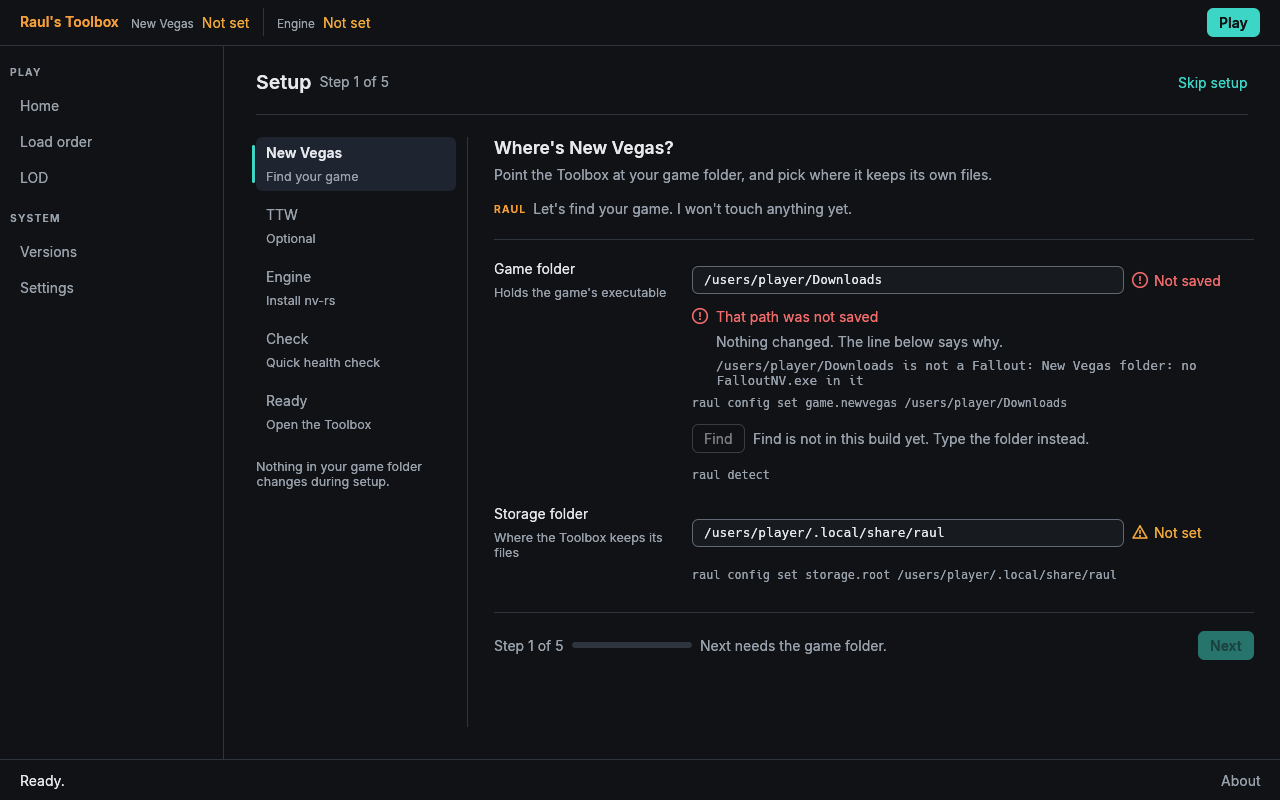 Raul's Toolbox New Vegas Not set Engine Not set Play
PLAY
Home
Load order
LOD
SYSTEM
Versions
Settings
Setup Step 1 of 5 Skip setup
New Vegas
Find your game
TTW
Optional
Engine
Install nv-rs
Check
Quick health check
Ready
Open the Toolbox
Nothing in your game folder
changes during setup.
Where's New Vegas?
Point the Toolbox at your game folder, and pick where it keeps its own files.
RAUL Let's find your game. I won't touch anything yet.
Game folder
Holds the game's executable
/users/player/Downloads Not saved
That path was not saved
Nothing changed. The line below says why.
/users/player/Downloads is not a Fallout: New Vegas folder: no
FalloutNV.exe in it
raul config set game.newvegas /users/player/Downloads
Find Find is not in this build yet. Type the folder instead.
raul detect
Storage folder
Where the Toolbox keeps its
files
/users/player/.local/share/raul Not set
raul config set storage.root /users/player/.local/share/raul
Step 1 of 5 Next needs the game folder. Next
Ready. About